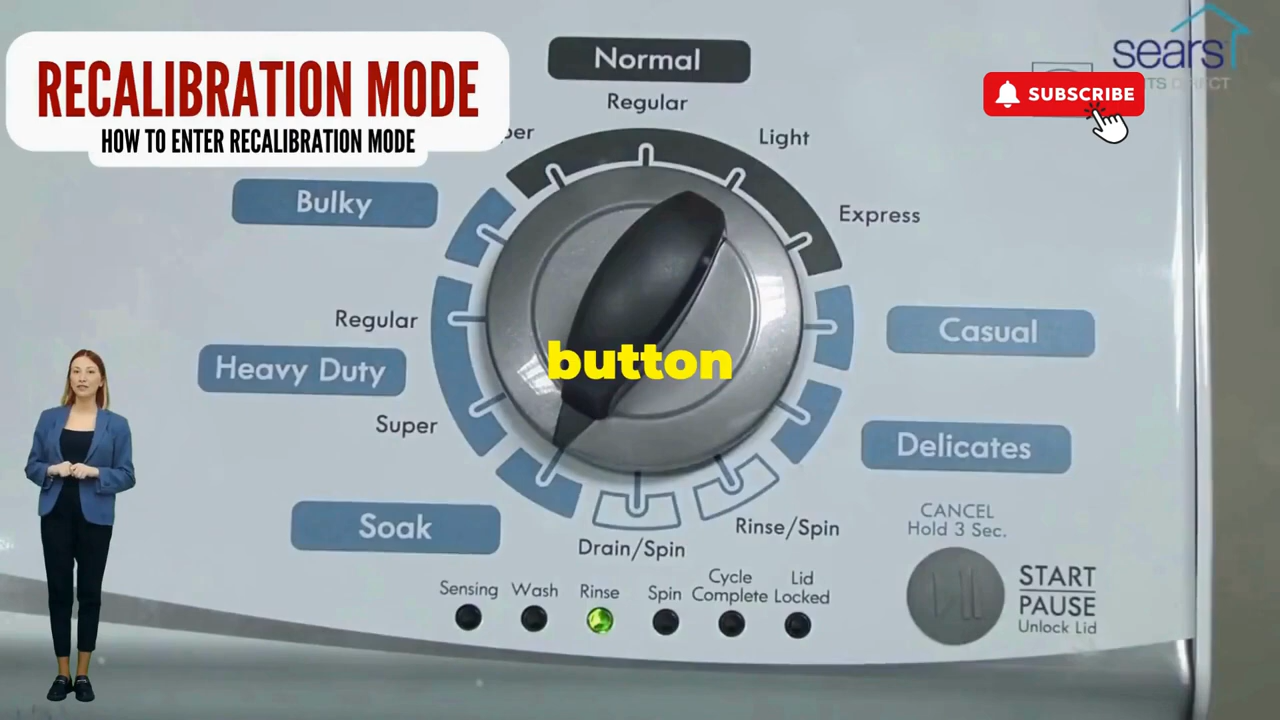 RECALIBRATION MODE
HOW TO ENTER RECALIBRATION MODE
Normal
sears
SUBSCRIBE
Regular
Light
Bulky
Express
Regular
Casual
Heavy Duty
button
Super
Delicates
Soak
CANCEL
Hold 3 Sec.
Rinse/Spin
Drain/Spin
Sensing
Wash
Rinse
Spin
Cycle
Complete
Lid
Locked
START
PAUSE
Unlock Lid